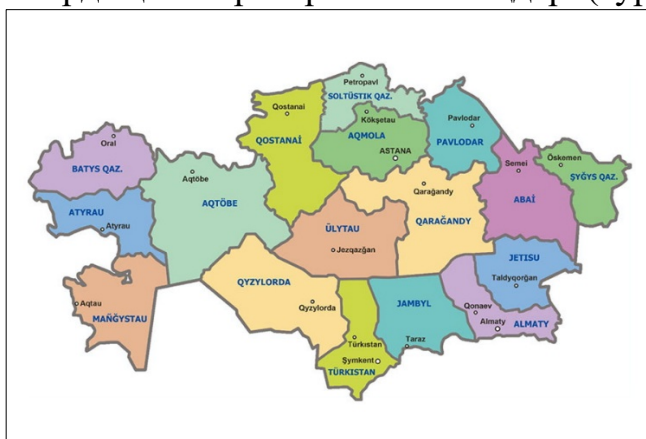 Petropavl
SOLTÜSTIK QAZ.
Qostanai
Kökşetau
Pavlodar
QOSTANAİ
AQMOLA
PAVLODAR
ASTANA
Oral
BATYS QAZ.
Aqtöbe
Qarağandy
Semei
Öskemen
ŞYĞYS QAZ.
AQTÖBE
ABAİ
ATYRAU
Atyrau
ŪLYTAU
QARAĞANDY
Jezqazğan
JETISU
Taldyqorğan
QYZYLORDA
Qyzylorda
JAMBYL
Qonaev
Aqtau
MAÑĞYSTAU
Almaty
ALMATY
Türkıstan
Taraz
Şymkent
TÜRKISTAN